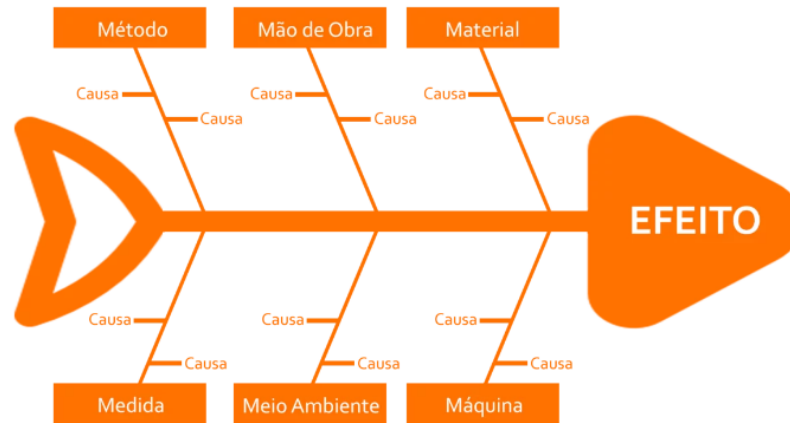 Método
Mão de Obra
Material
Causa
Causa
Causa
Causa
Causa
Causa
EFEITO
Causa
Causa
Causa
Causa
Causa
Causa
Medida
Meio Ambiente
Máquina